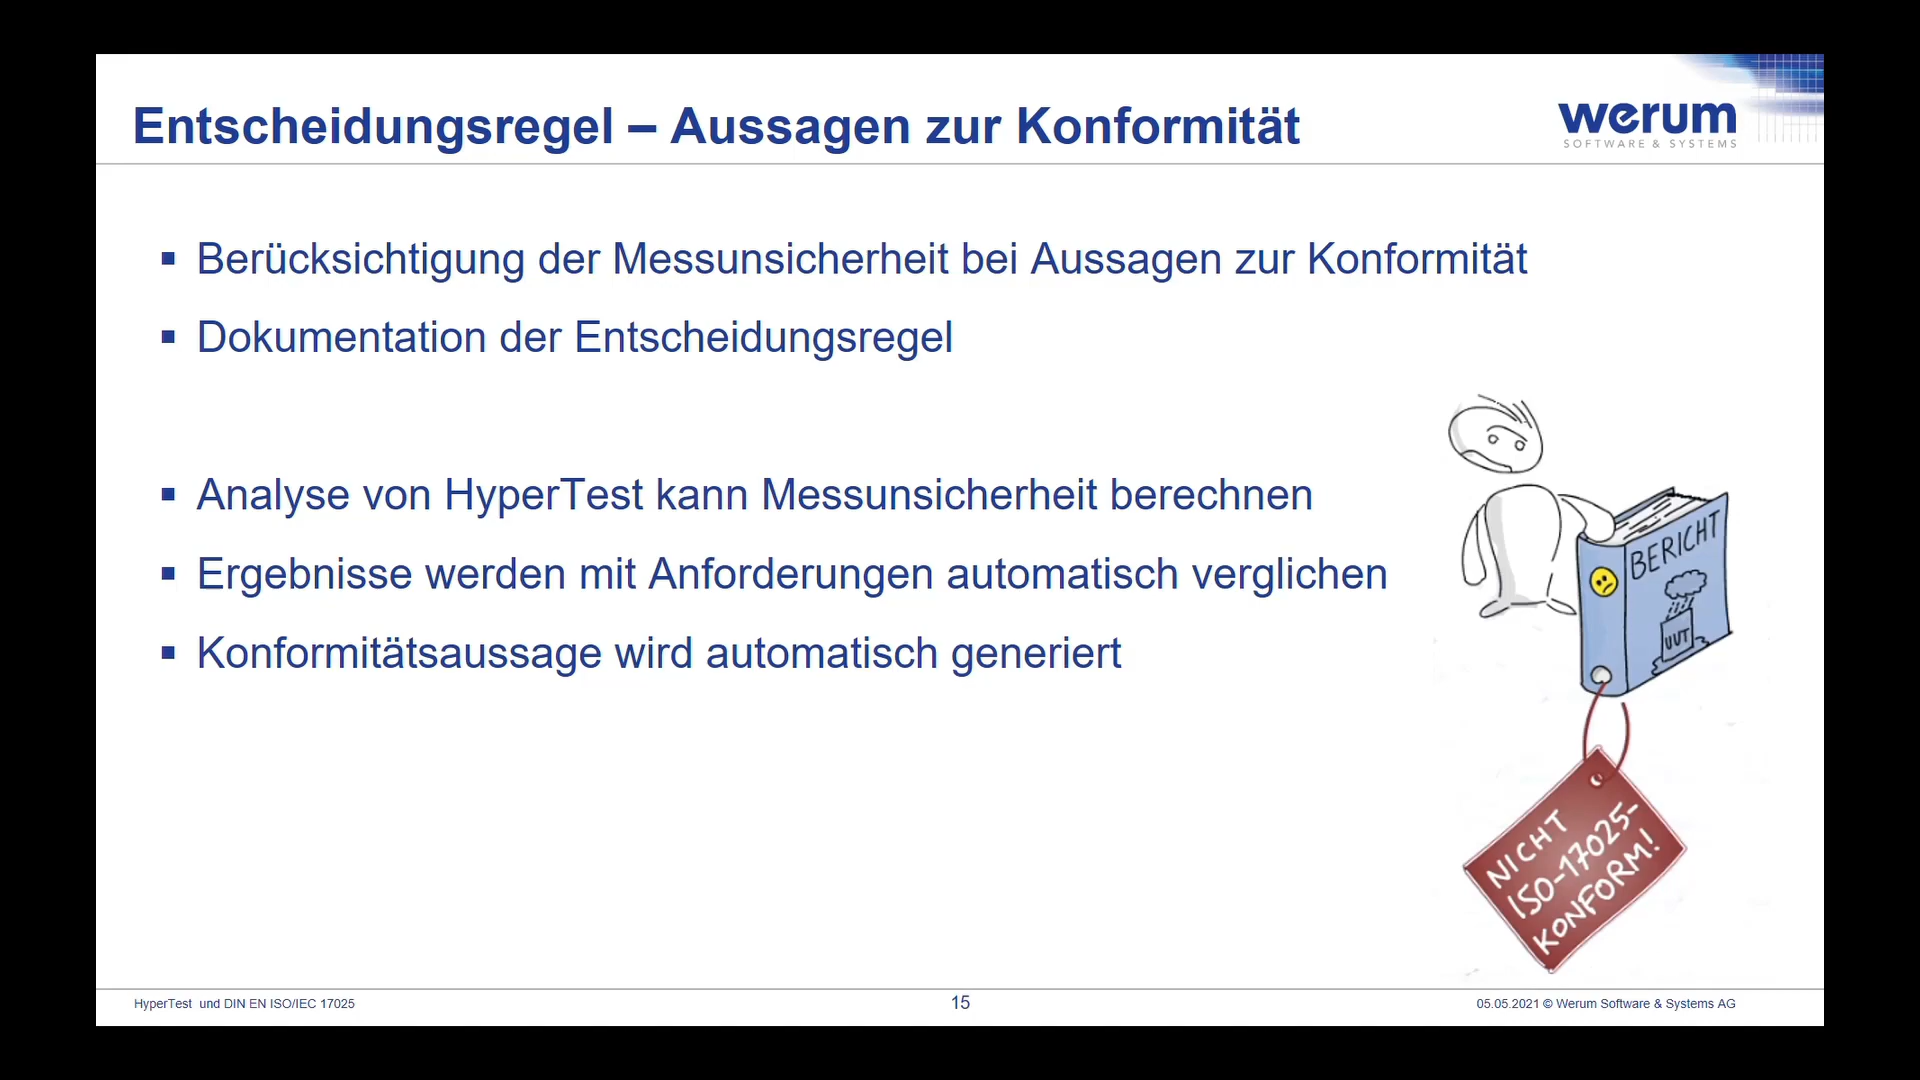 Entscheidungsregel – Aussagen zur Konformität
werum
SOFTWARE & SYSTEMS
▪ Berücksichtigung der Messunsicherheit bei Aussagen zur Konformität
▪ Dokumentation der Entscheidungsregel
▪ Analyse von HyperTest kann Messunsicherheit berechnen
▪ Ergebnisse werden mit Anforderungen automatisch verglichen
▪ Konformitätsaussage wird automatisch generiert
BERICHT
UUT
NICHT
ISO-17025-
KONFORM!
HyperTest und DIN EN ISO/IEC 17025
15
05.05.2021 © Werum Software & Systems AG